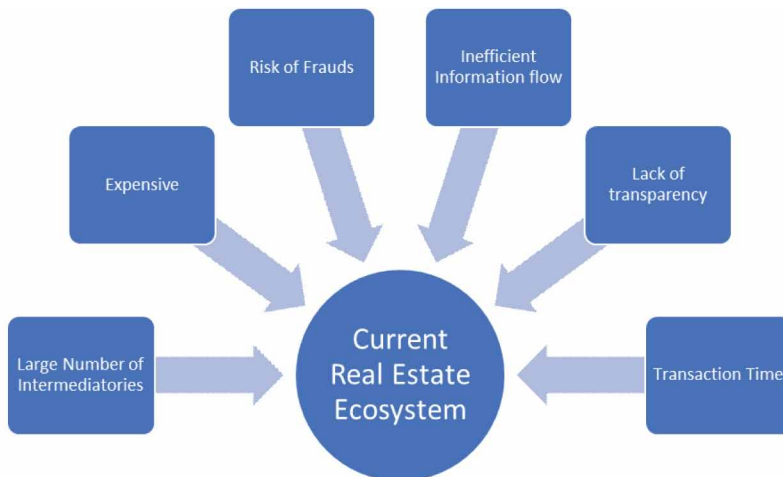 Risk of Frauds
Inefficient
Information flow
Expensive
Lack of
transparency
Large Number of
Intermediatories
Current
Real Estate
Ecosystem
Transaction Time